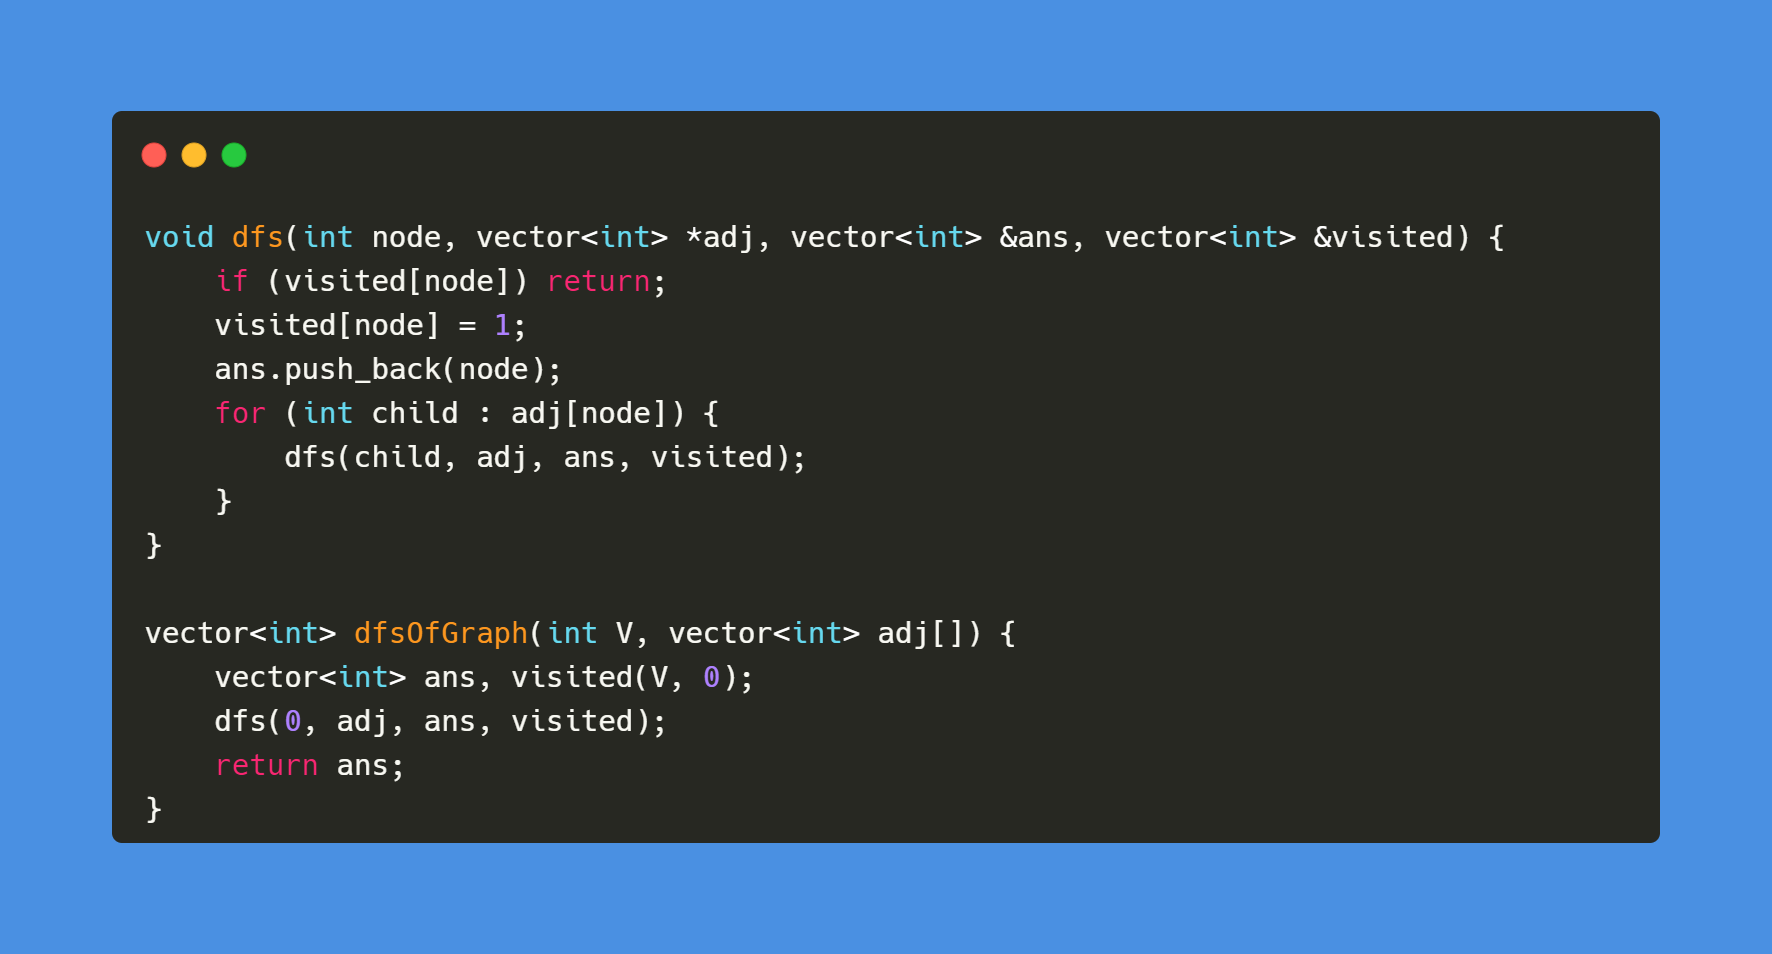 void dfs(int node, vector<int> *adj, vector<int> &ans, vector<int> &visited) {
    if (visited[node]) return;
    visited[node] = 1;
    ans.push_back(node);
    for (int child : adj[node]) {
        dfs(child, adj, ans, visited);
    }
}

vector<int> dfsOfGraph(int V, vector<int> adj[]) {
    vector<int> ans, visited(V, 0);
    dfs(0, adj, ans, visited);
    return ans;
}